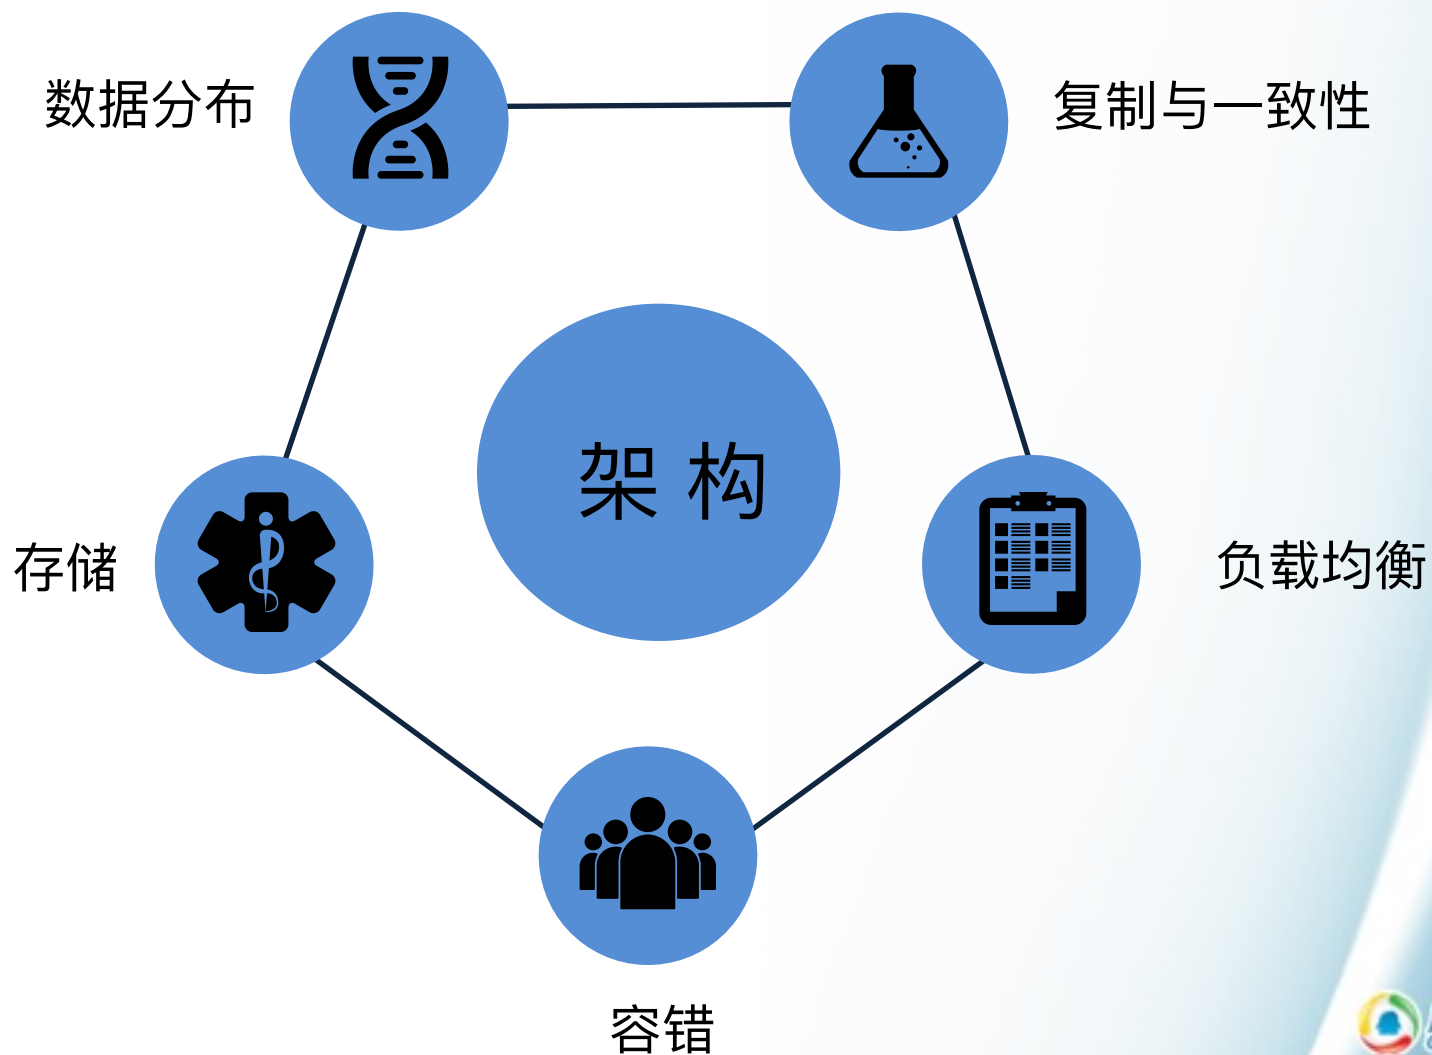 数据分布
复制与一致性
架 构
存储
负载均衡
容错